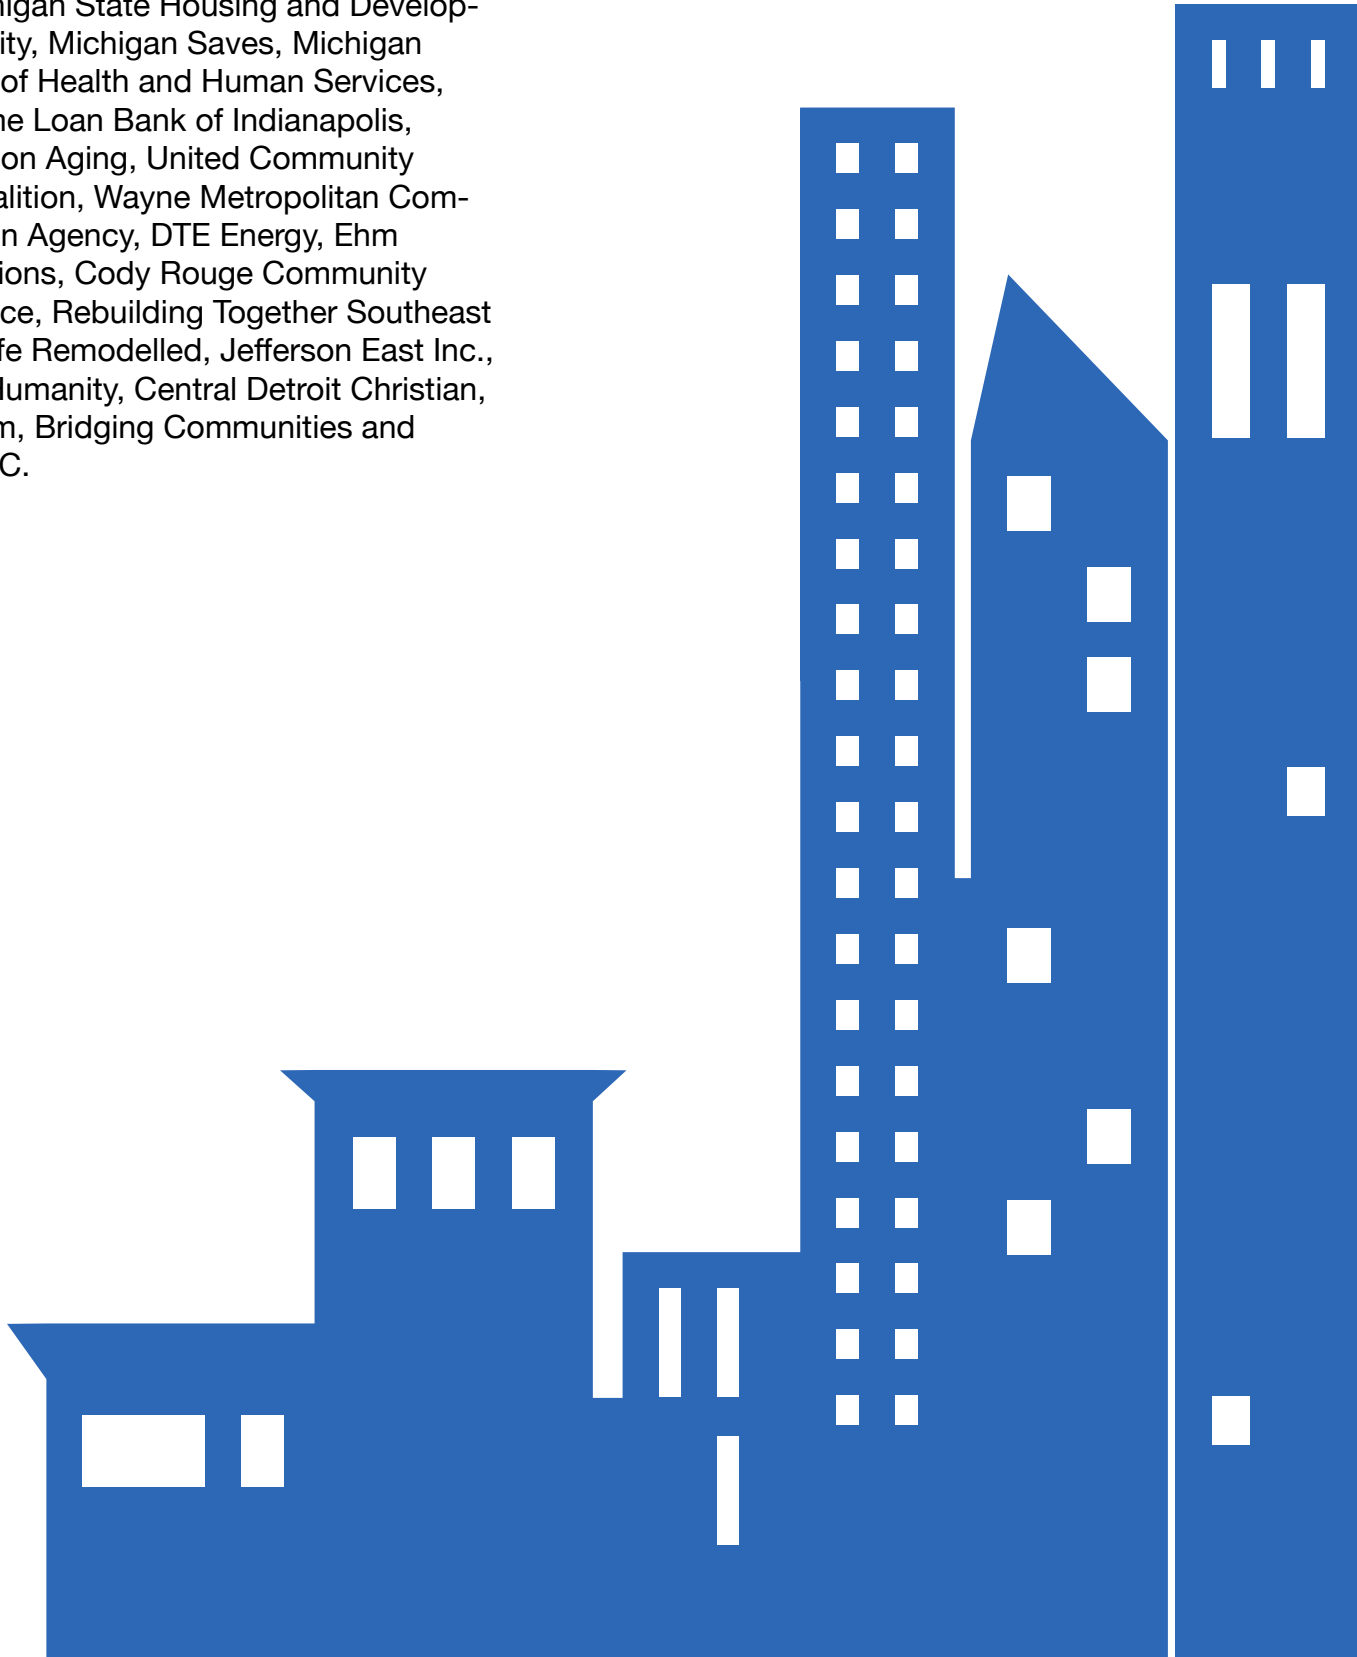 igan State Housing and Develop-
ity, Michigan Saves, Michigan
of Health and Human Services,
ne Loan Bank of Indianapolis,
on Aging, United Community
alition, Wayne Metropolitan Com-
n Agency, DTE Energy, Ehm
ions, Cody Rouge Community
ce, Rebuilding Together Southeast
fe Remodelled, Jefferson East Inc.,
Humanity, Central Detroit Christian,
m, Bridging Communities and
C.